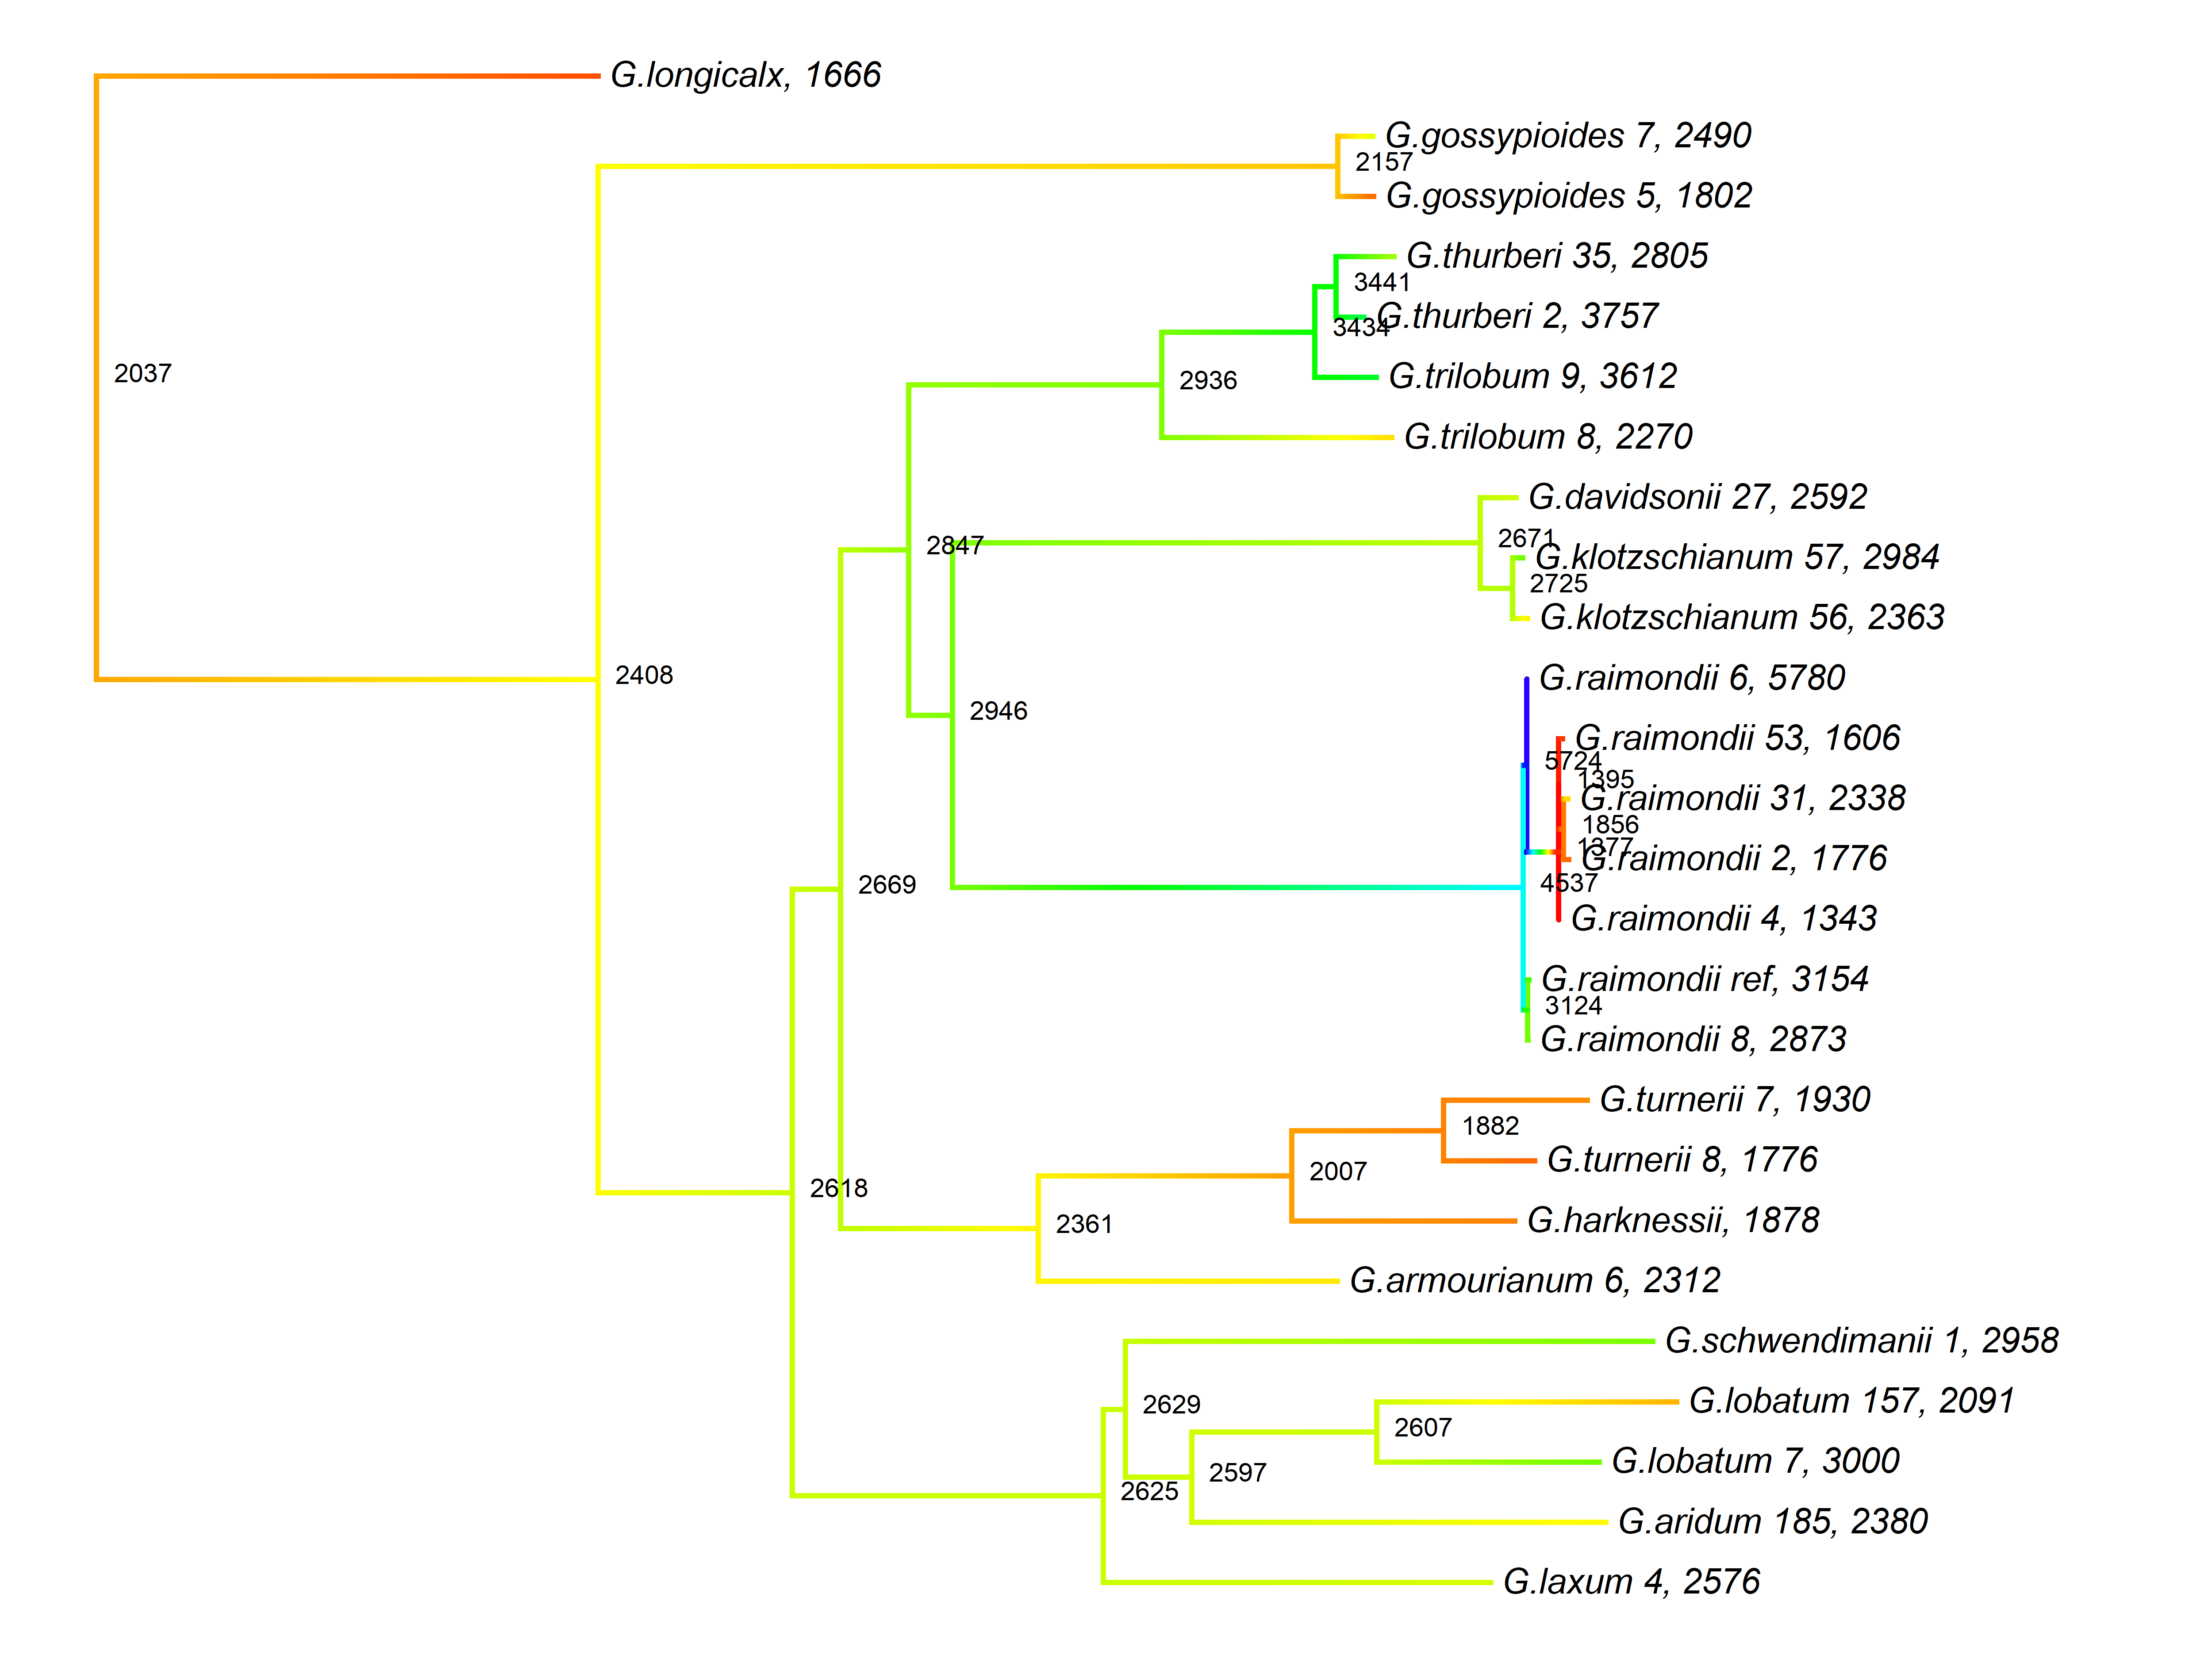 G.longicalx, 1666
G.gossypioides 7, 2490
2157
G.gossypioides 5, 1802
G.thurberi 35, 2805
3441
G.thurberi 2, 3757
3434
2037
G.trilobum 9, 3612
2936
G.trilobum 8, 2270
G.davidsonii 27, 2592
2671
2847
G.klotzschianum 57, 2984
2725
G.klotzschianum 56, 2363
2408
G.raimondii 6, 5780
2946
G.raimondii 53, 1606
5724
1395
G.raimondii 31, 2338
1856
1377
G.raimondii 2, 1776
2669
4537
G.raimondii 4, 1343
G.raimondii ref, 3154
3124
G.raimondii 8, 2873
G.turnerii 7, 1930
1882
G.turnerii 8, 1776
2007
2618
G.harknessii, 1878
2361
G.armourianum 6, 2312
G.schwendimanii 1, 2958
G.lobatum 157, 2091
2629
2607
G.lobatum 7, 3000
2597
2625
G.aridum 185, 2380
G.laxum 4, 2576